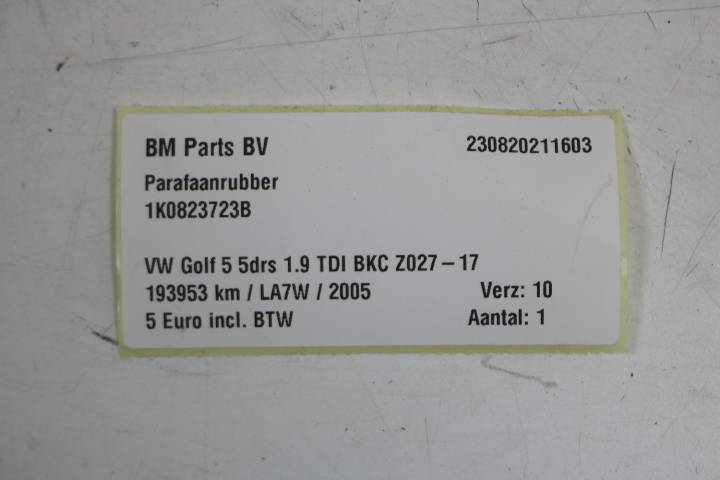 BM Parts BV 230820211603
Parafaanrubber
1K0823723B
VW Golf 5 5drs 1.9 TDI BKC Z027 – 17
193953 km / LA7W / 2005 Verz: 10
5 Euro incl. BTW Aantal: 1